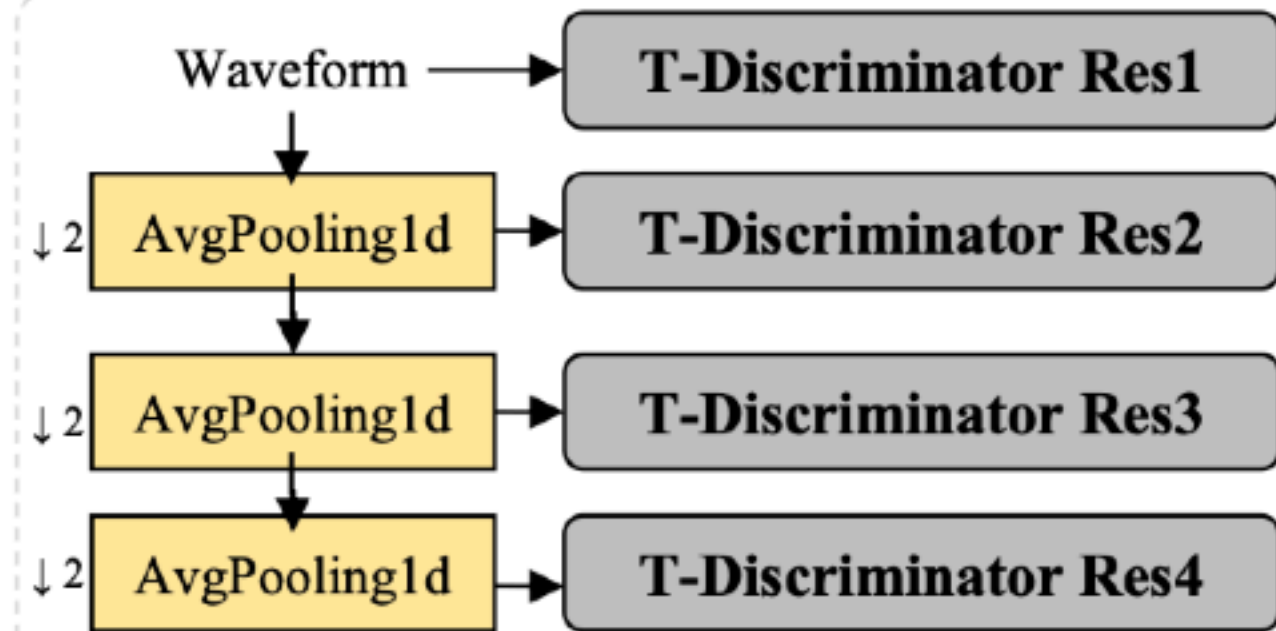 Waveform T-Discriminator Res1
↓2 AvgPooling1d T-Discriminator Res2
↓2 AvgPooling1d T-Discriminator Res3
↓2 AvgPooling1d T-Discriminator Res4